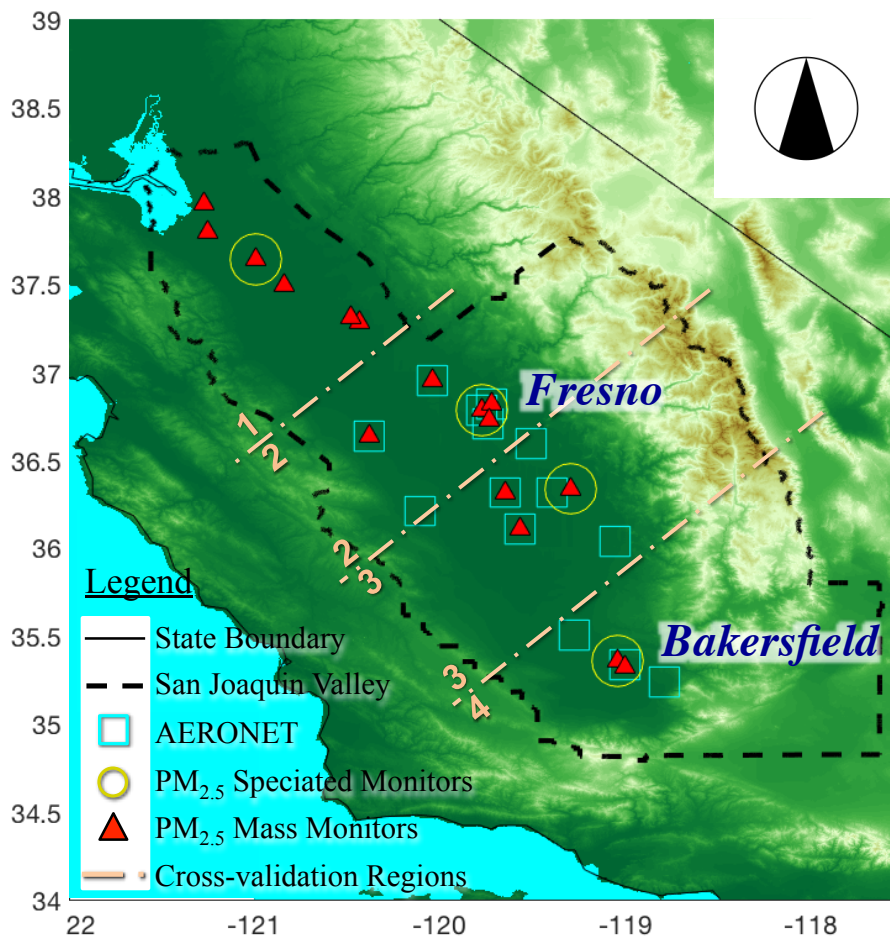 39
38.5
38
37.5
37
Fresno
1 2
36.5
36
2 3
Legend
35.5
State Boundary
Bakersfield
San Joaquin Valley
3 4
35
AERONET
PM2.5 Speciated Monitors
34.5
PM2.5 Mass Monitors
Cross-validation Regions
34
22 -121 -120 -119 -118